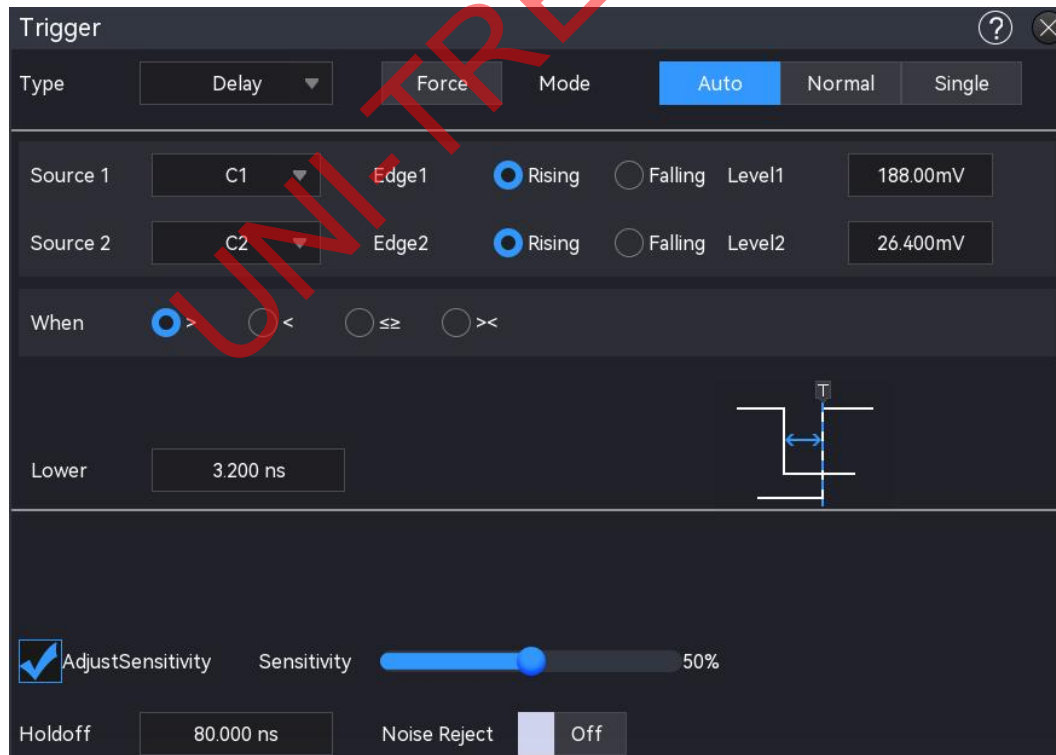 Trigger
Type Delay Force Mode Auto Normal Single
Source 1 C1 Edge1 Rising Falling Level1 188.00mV
Source 2 C2 Edge2 Rising Falling Level2 26.400mV
When > < ≤≥ ><
T
Lower 3.200 ns
AdjustSensitivity Sensitivity 50%
Holdoff 80.000 ns Noise Reject Off
UNI-TRE